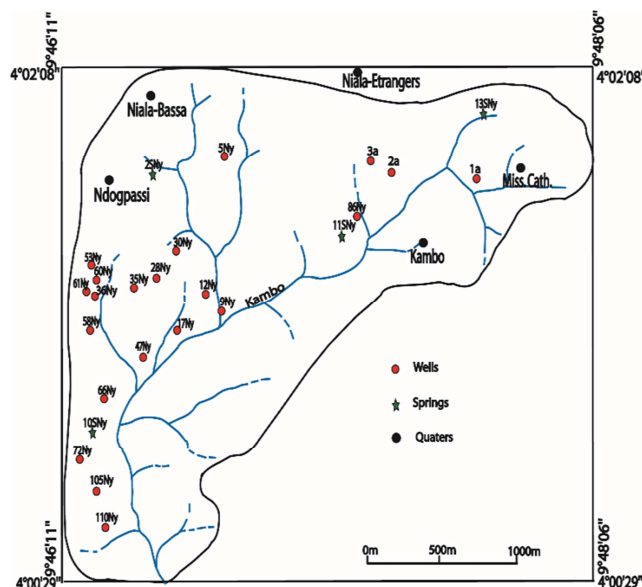 9°46'11"
9°48'06"
4°02'08"
4°02'08"
Niala-Etrangers
Niala-Bassa
13SNy
5Ny
3a
2a
1a
2SNy
Ndogpassi
Miss.Cath.
86Ny
11SNy
Kambo
30Ny
53Ny
60Ny
28Ny
61Ny
36Ny
35Ny
12Ny
Kambo
9Ny
58Ny
17Ny
47Ny
Wells
66Ny
Springs
10SNy
Quaters
72Ny
105Ny
110Ny
0m
500m
1000m
9°46'11"
9°48'06"
4°00'29"
4°00'29"